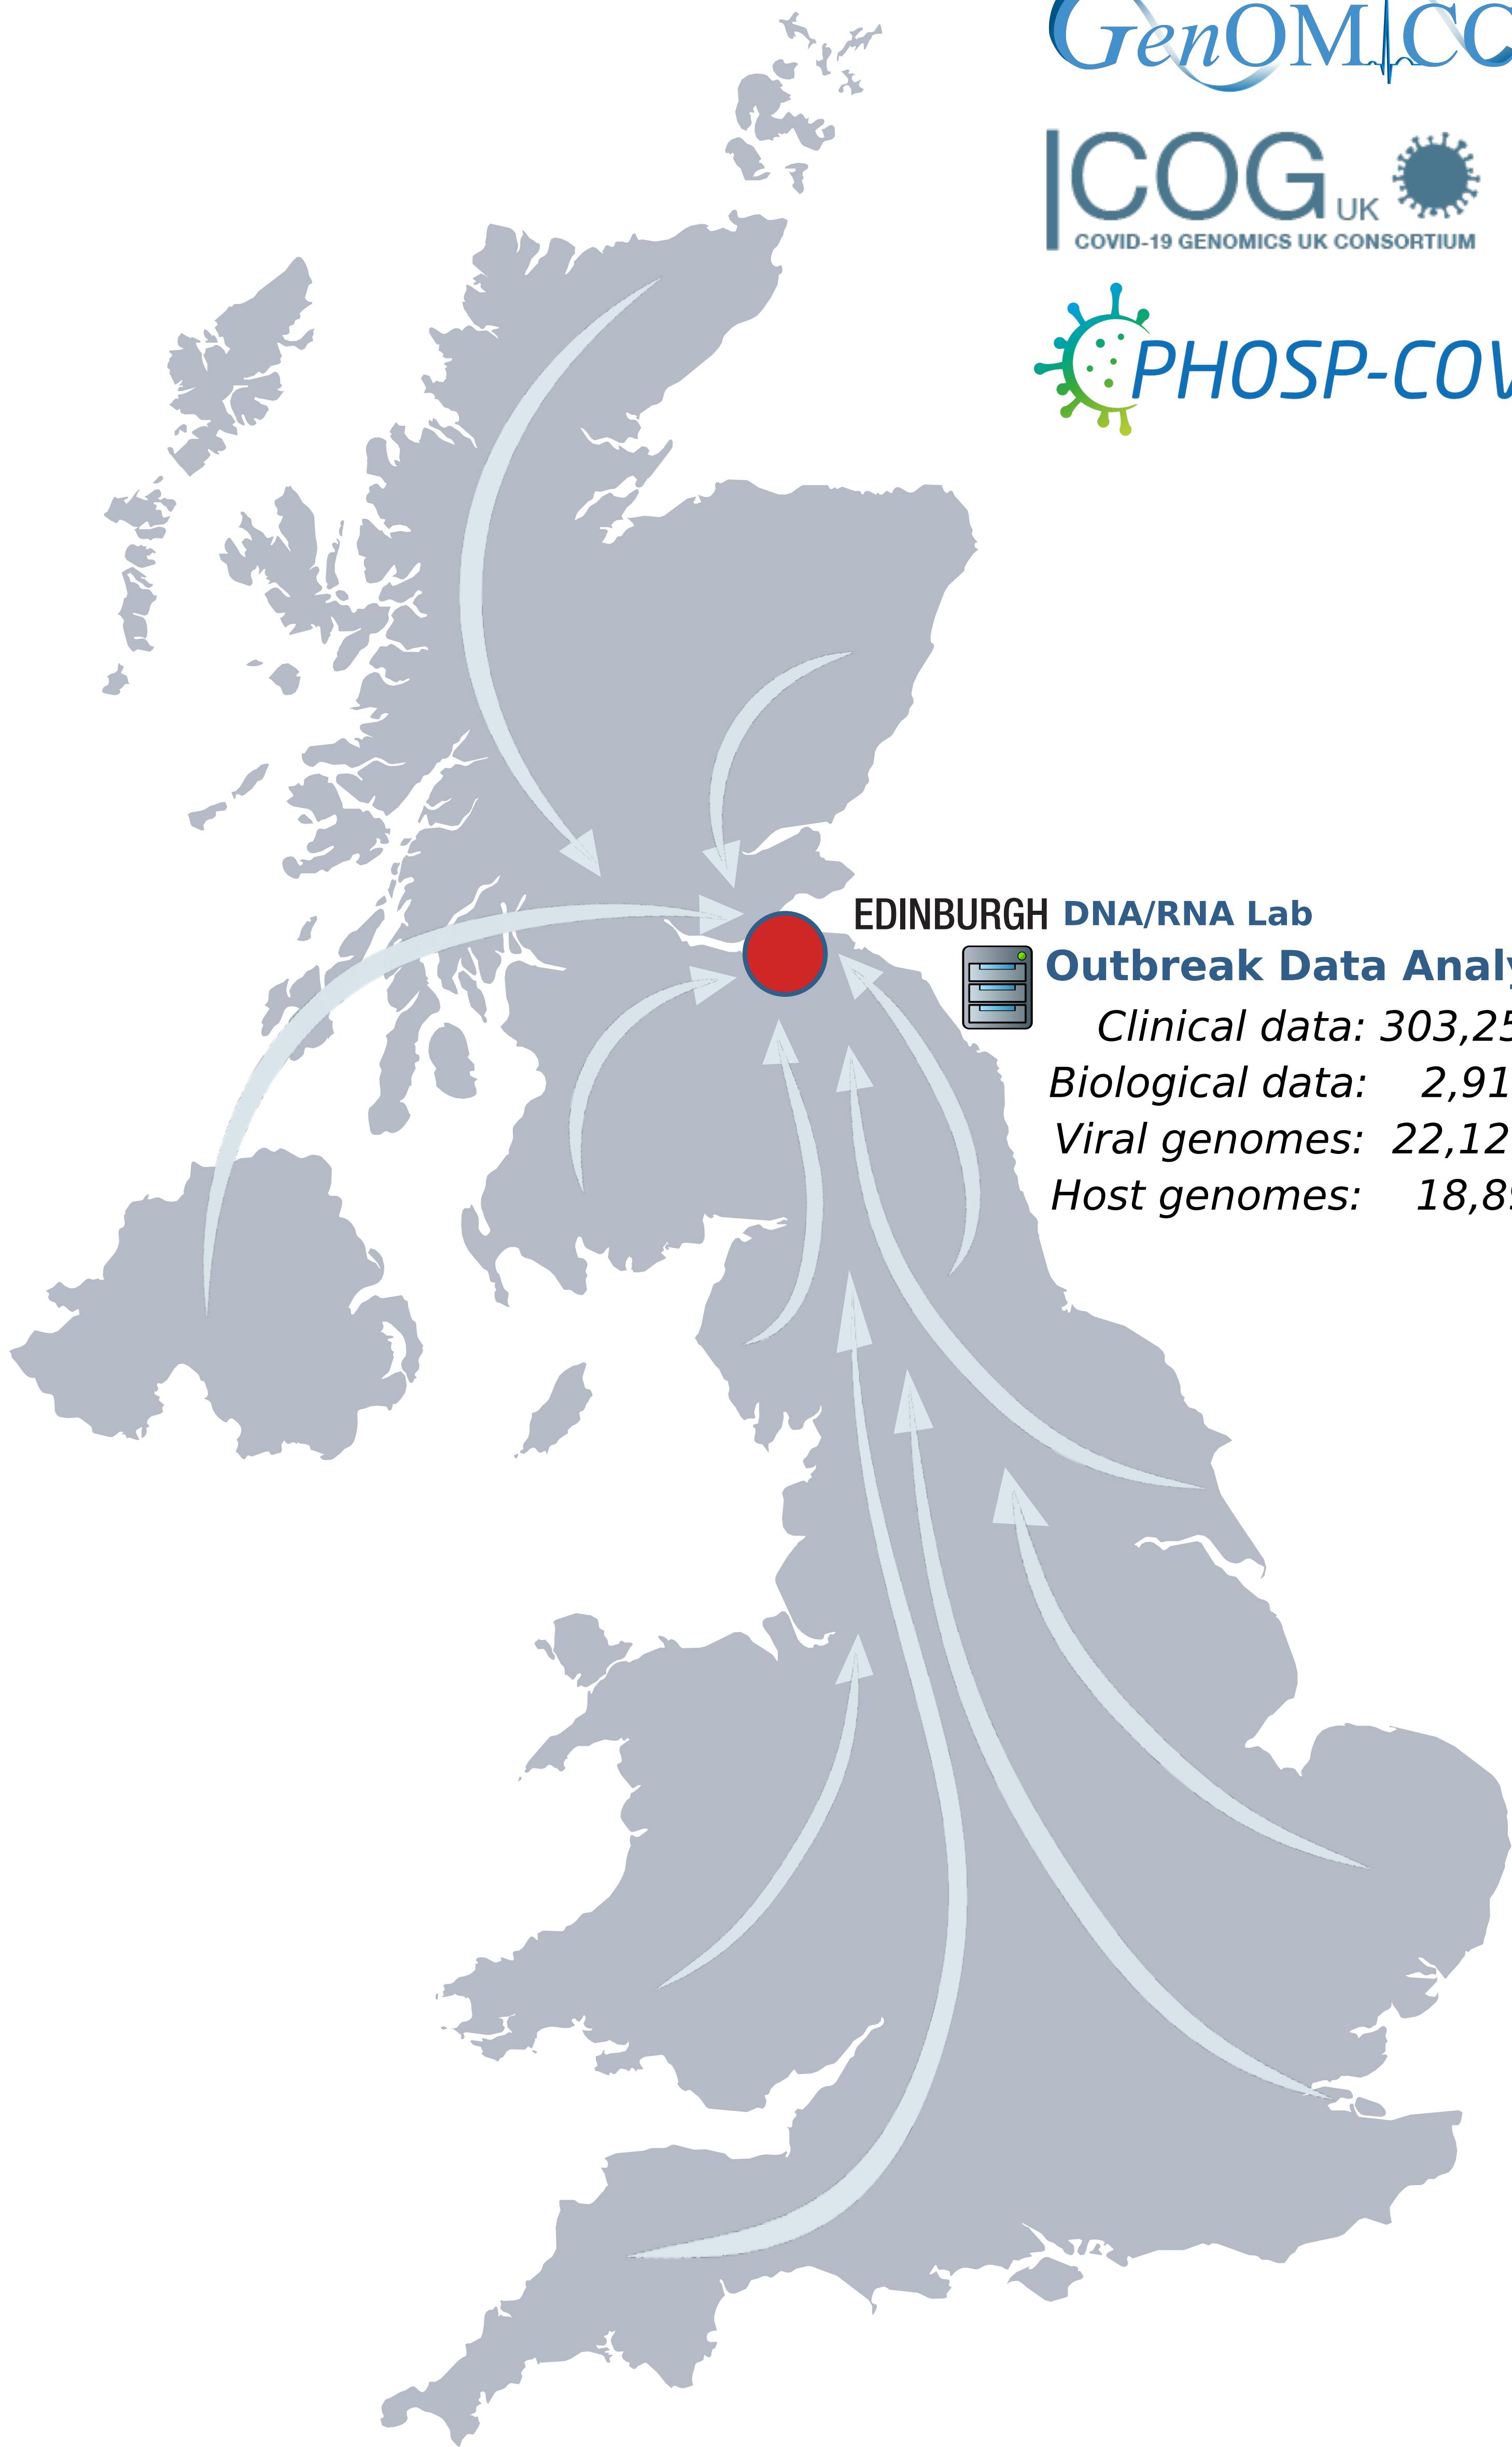 GenOMICC
COG UK
COVID-19 GENOMICS UK CONSORTIUM
PHOSP-COV
EDINBURGH DNA/RNA Lab
Outbreak Data Analy
Clinical data: 303,25
Biological data: 2,91
Viral genomes: 22,12
Host genomes: 18,8